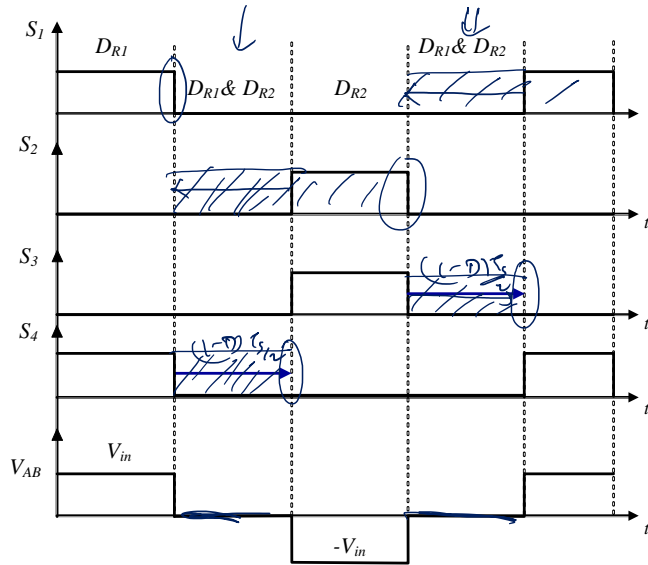 S1
DR1
DR1 & DR2
DR2
DR1 & DR2
t
S2
t
S3
(1-D)Ts/2
t
S4
(1-D)Ts/2
t
VAB
Vin
-Vin
t